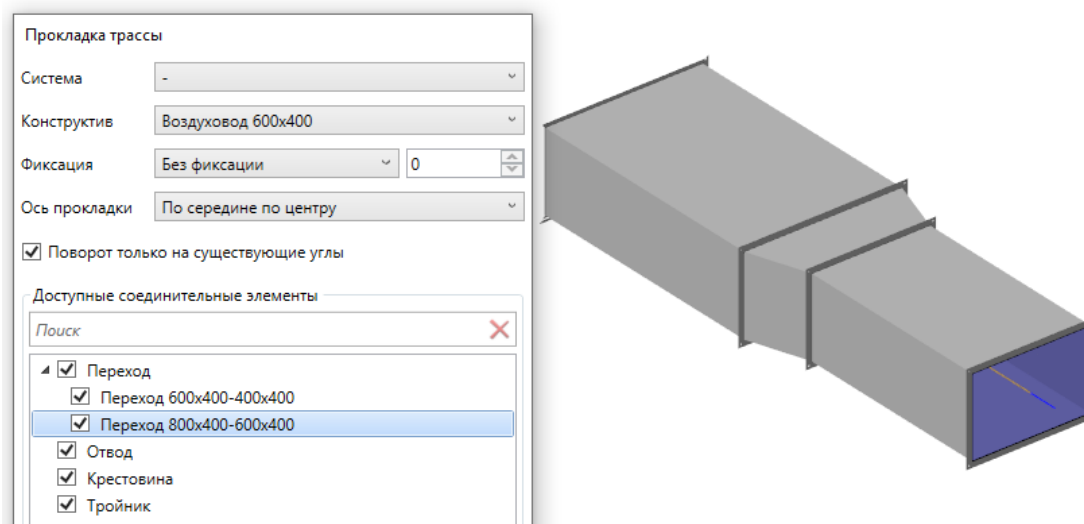 Прокладка трассы
Система -
Конструктив Воздуховод 600x400
Фиксация Без фиксации 0
Ось прокладки По середине по центру
Поворот только на существующие углы
Доступные соединительные элементы
Поиск
Переход
Переход 600x400-400x400
Переход 800x400-600x400
Отвод
Крестовина
Тройник